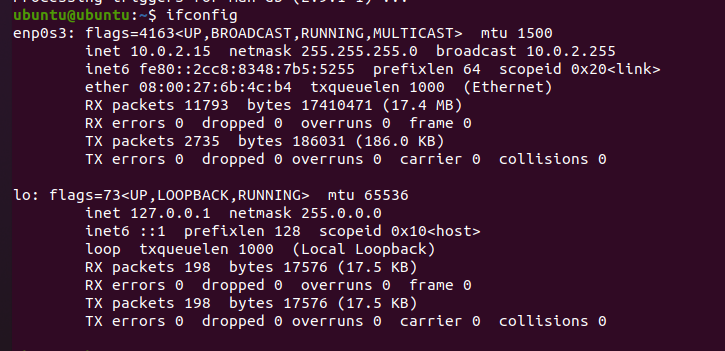 ubuntu@ubuntu:~$ ifconfig
enp0s3: flags=4163<UP,BROADCAST,RUNNING,MULTICAST>  mtu 1500
        inet 10.0.2.15  netmask 255.255.255.0  broadcast 10.0.2.255
        inet6 fe80::2cc8:8348:7b5:5255  prefixlen 64  scopeid 0x20<link>
        ether 08:00:27:6b:4c:b4  txqueuelen 1000  (Ethernet)
        RX packets 11793  bytes 17410471 (17.4 MB)
        RX errors 0  dropped 0  overruns 0  frame 0
        TX packets 2735  bytes 186031 (186.0 KB)
        TX errors 0  dropped 0 overruns 0  carrier 0  collisions 0

lo: flags=73<UP,LOOPBACK,RUNNING>  mtu 65536
        inet 127.0.0.1  netmask 255.0.0.0
        inet6 ::1  prefixlen 128  scopeid 0x10<host>
        loop  txqueuelen 1000  (Local Loopback)
        RX packets 198  bytes 17576 (17.5 KB)
        RX errors 0  dropped 0  overruns 0  frame 0
        TX packets 198  bytes 17576 (17.5 KB)
        TX errors 0  dropped 0 overruns 0  carrier 0  collisions 0